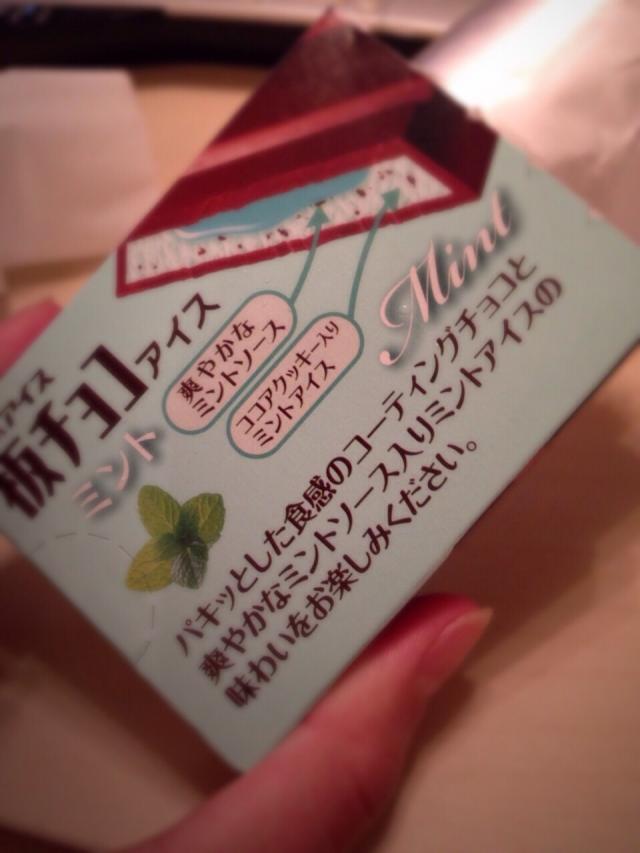 アイス
板チョコアイス
ミント
爽やかな
ミントソース
ココアクッキー入り
ミントアイス
Mint
パキッとした食感のコーティングチョコと
爽やかなミントソース入りミントアイスの
味わいをお楽しみください。